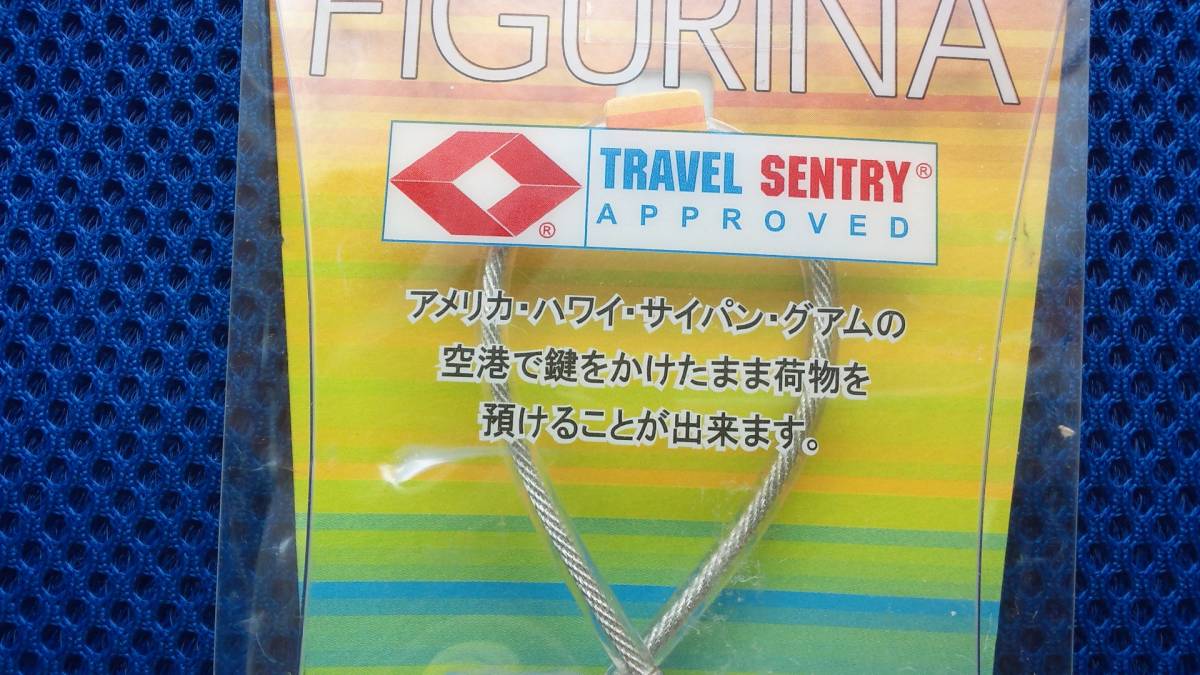 FIGURINA
TRAVEL SENTRY®
APPROVED
®
アメリカ・ハワイ・サイパン・グアムの
空港で鍵をかけたまま荷物を
預けることが出来ます。